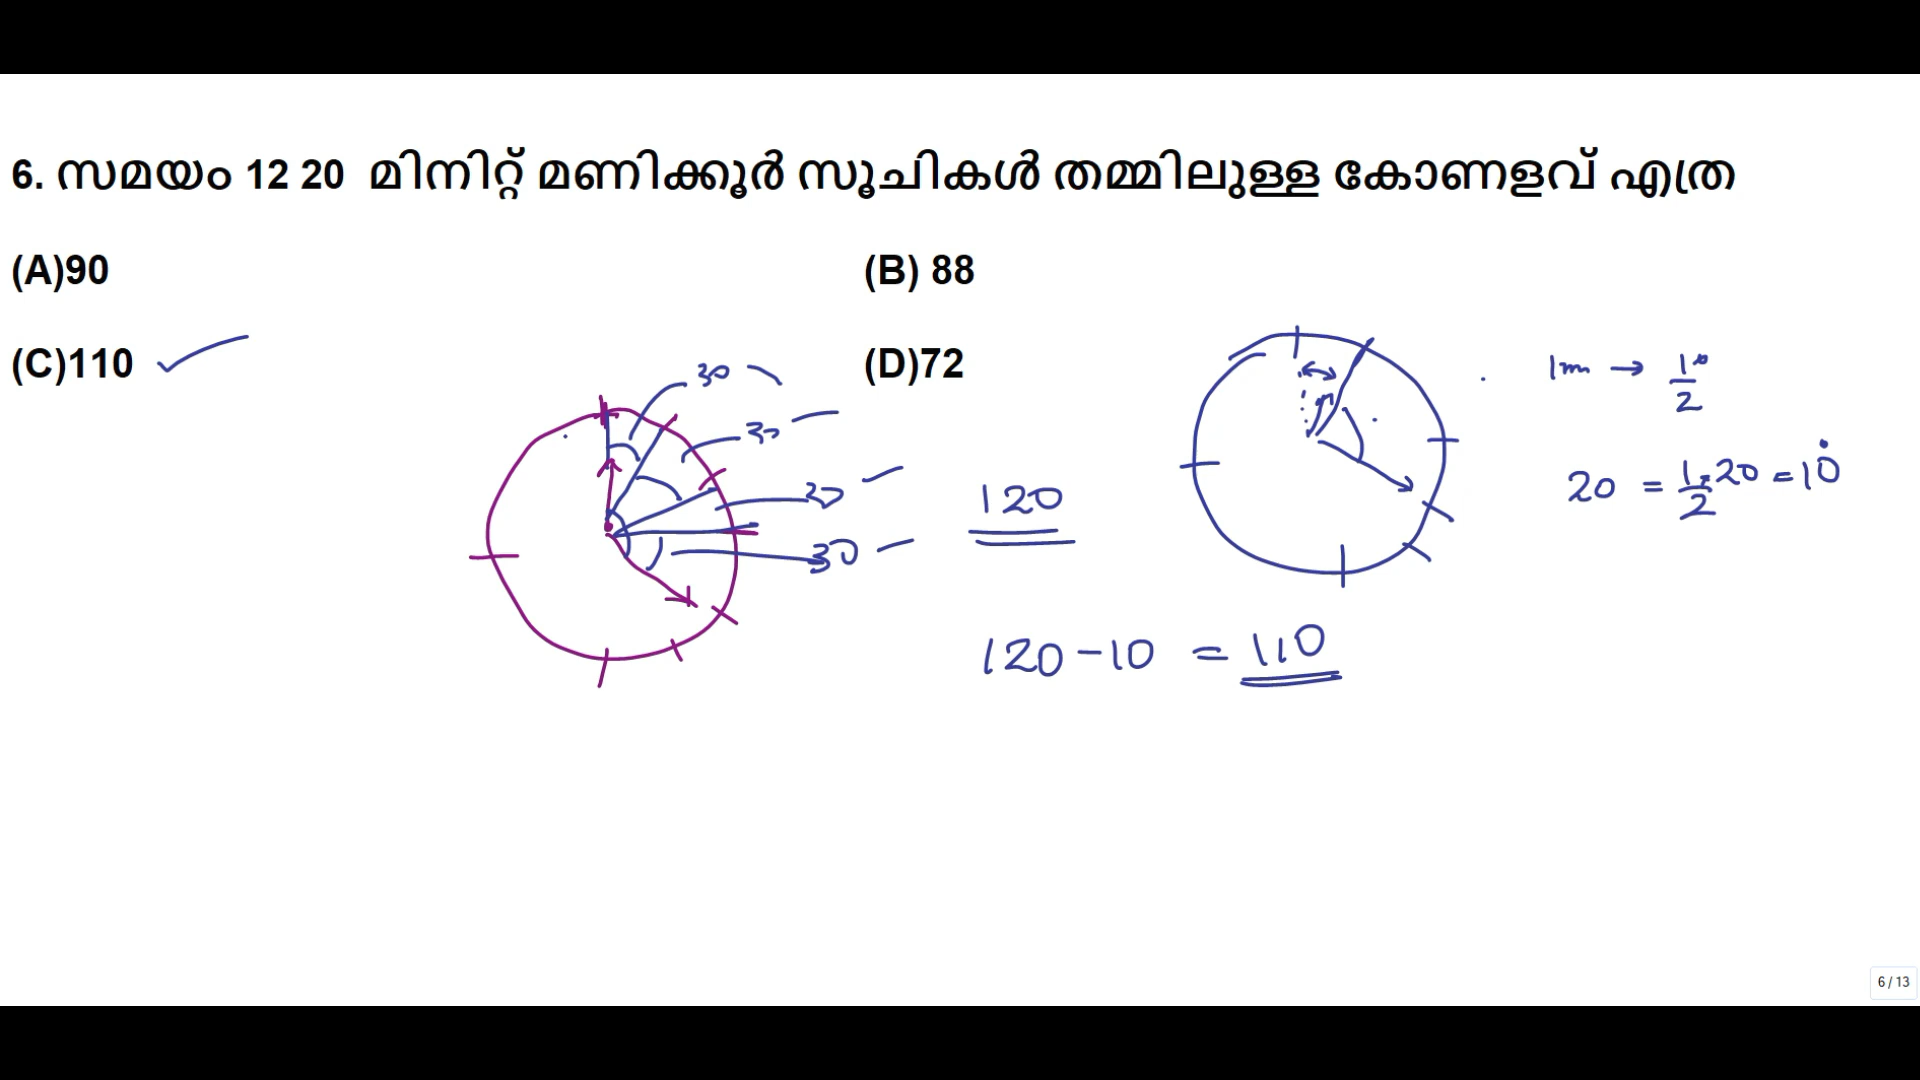 6. സമയം 12 20 മിനിറ്റ് മണിക്കൂർ സൂചികൾ തമ്മിലുള്ള കോണളവ് എത്ര
(A)90 (B) 88
(C)110 (D)72
30
30
30
30
120
1m → 1°/2
20 = 1/2 × 20 = 10°
120 - 10 = 110
6 / 13